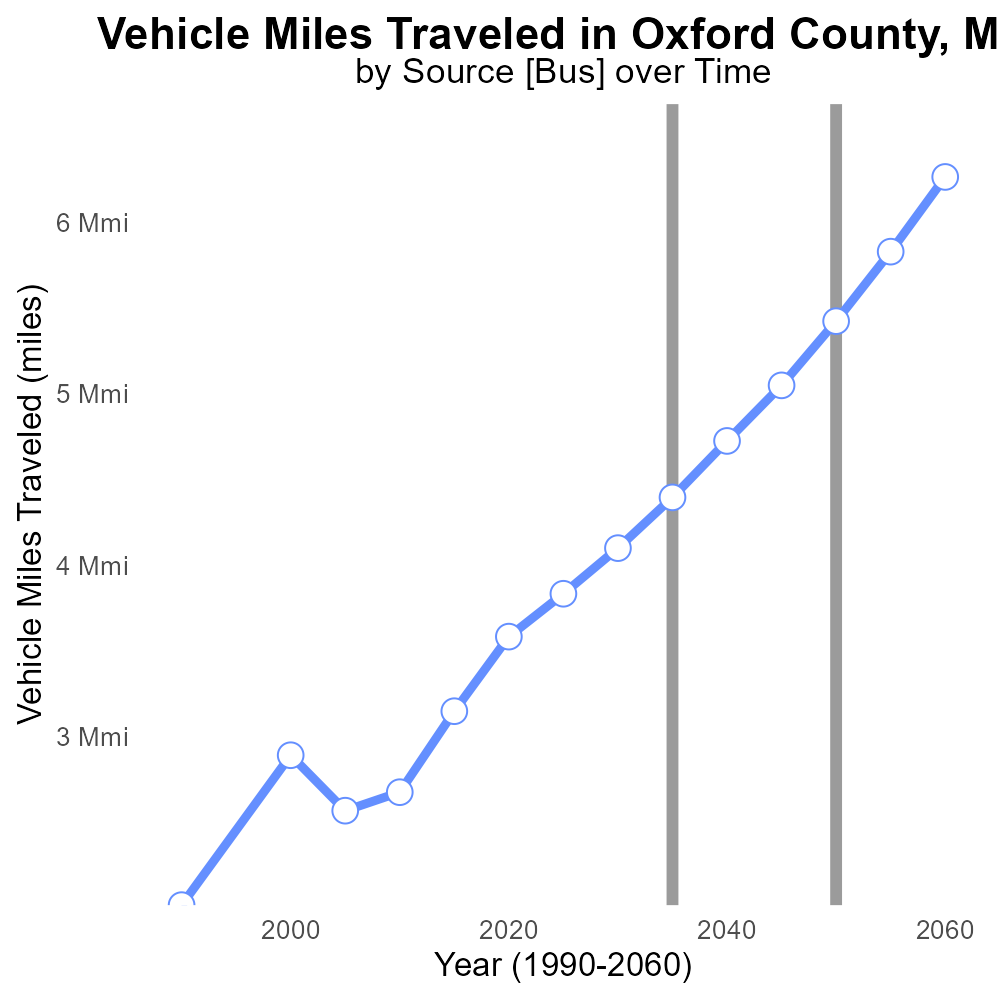 Vehicle Miles Traveled in Oxford County, M
by Source [Bus] over Time
6 Mmi
5 Mmi
4 Mmi
3 Mmi
Vehicle Miles Traveled (miles)
2000 2020 2040 2060
Year (1990-2060)